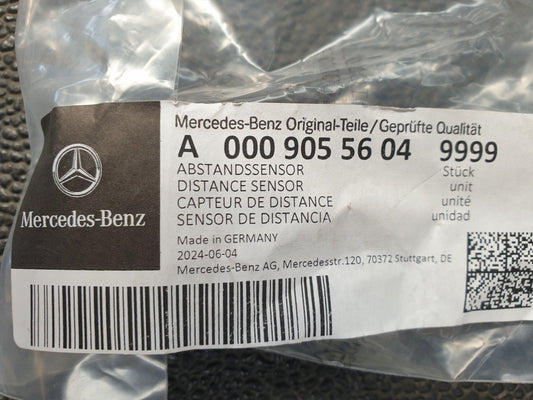 Mercedes-Benz Original-Teile/Geprüfte Qualität
A 000 905 56 04 9999
ABSTANDSSENSOR Stück
DISTANCE SENSOR unit
CAPTEUR DE DISTANCE unité
SENSOR DE DISTANCIA unidad
Mercedes-Benz
Made in GERMANY
2024-06-04
Mercedes-Benz AG, Mercedesstr.120, 70372 Stuttgart, DE